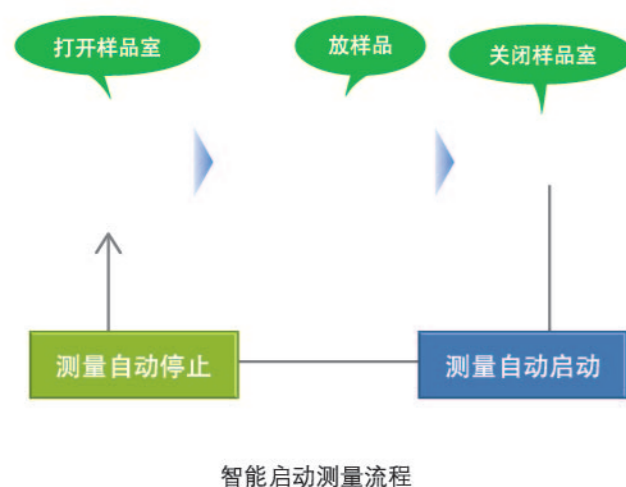 打开样品室
放样品
关闭样品室
测量自动停止
测量自动启动
智能启动测量流程